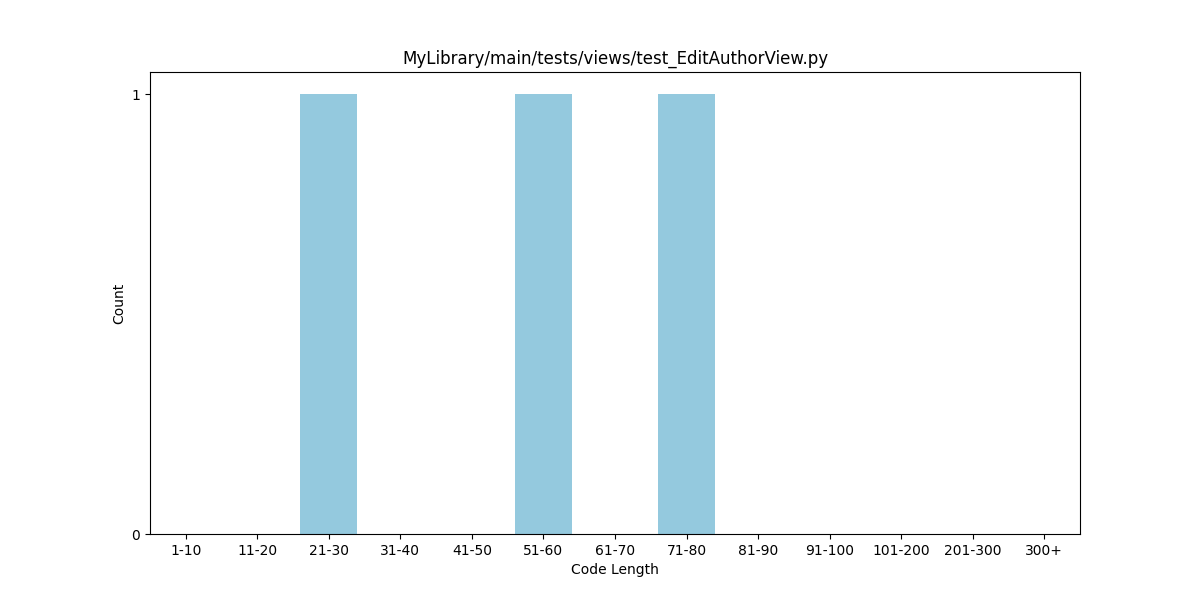 MyLibrary/main/tests/views/test_EditAuthorView.py
1
Count
0
1-10 11-20 21-30 31-40 41-50 51-60 61-70 71-80 81-90 91-100 101-200 201-300 300+
Code Length